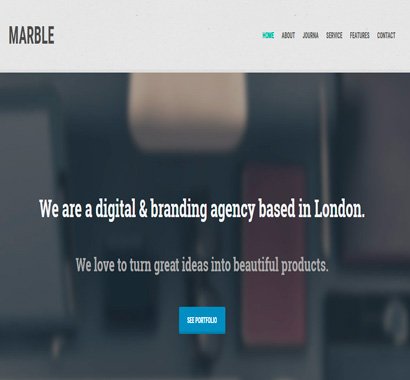 MARBLE
HOME ABOUT JOURNA SERVICE FEATURES CONTACT
We are a digital & branding agency based in London.
We love to turn great ideas into beautiful products.
SEE PORTFOLIO